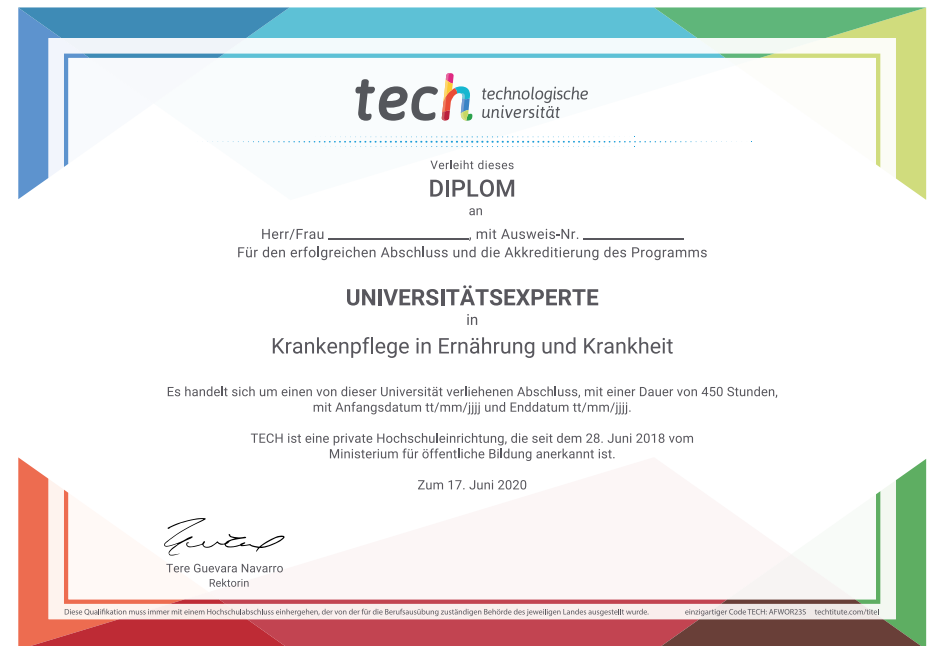 tech technologische
universität
Verleiht dieses
DIPLOM
an
Herr/Frau ____________, mit Ausweis-Nr. ____________
Für den erfolgreichen Abschluss und die Akkreditierung des Programms
UNIVERSITÄTSEXPERTE
in
Krankenpflege in Ernährung und Krankheit
Es handelt sich um einen von dieser Universität verliehenen Abschluss, mit einer Dauer von 450 Stunden,
mit Anfangsdatum tt/mm/jjjj und Enddatum tt/mm/jjjj.
TECH ist eine private Hochschuleinrichtung, die seit dem 28. Juni 2018 vom
Ministerium für öffentliche Bildung anerkannt ist.
Zum 17. Juni 2020
Tere Guevara Navarro
Rektorin
Diese Qualifikation muss immer mit einem Hochschulabschluss einhergehen, der von der für die Berufsausübung zuständigen Behörde des jeweiligen Landes ausgestellt wurde. einzigartiger Code TECH: AFWOR23S techtitute.com/titel